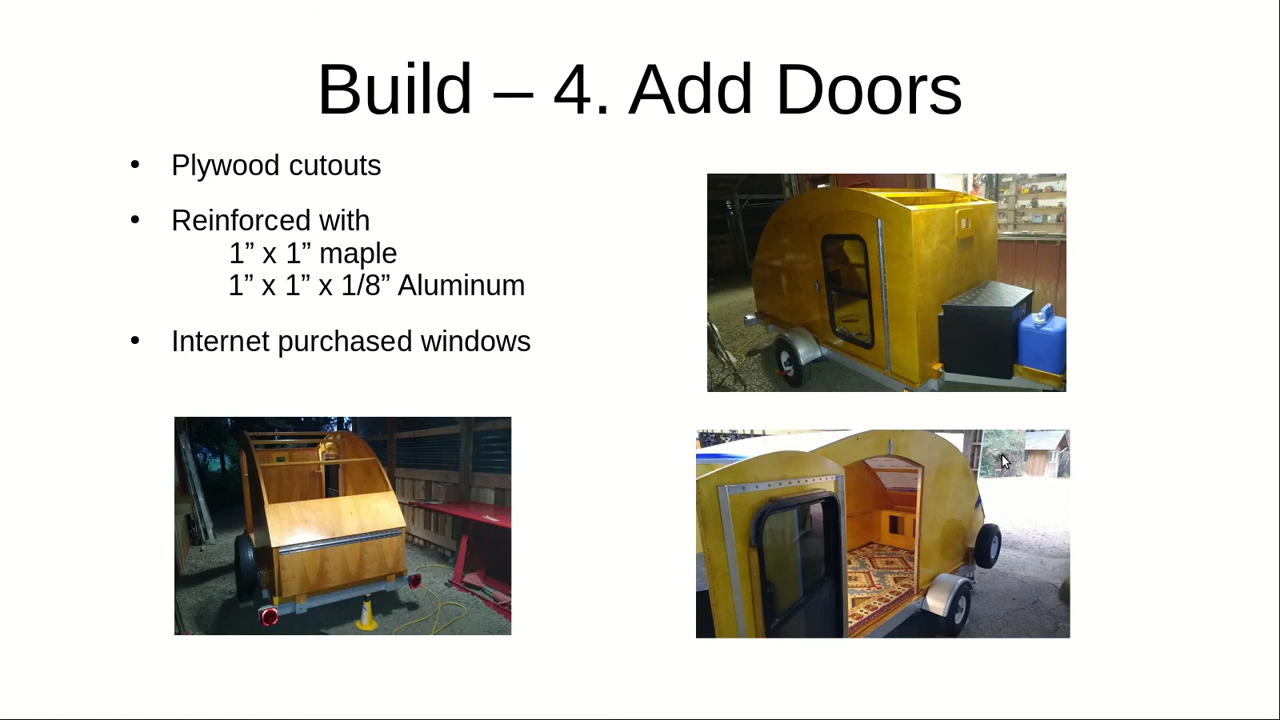 Build – 4. Add Doors
• Plywood cutouts
• Reinforced with
1” x 1” maple
1” x 1” x 1/8” Aluminum
• Internet purchased windows